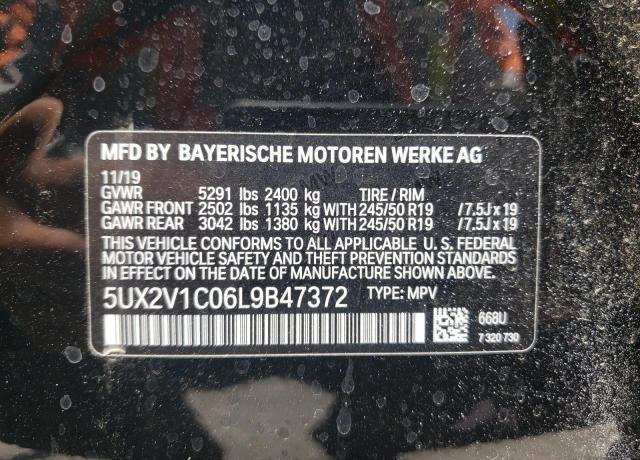 MFD BY BAYERISCHE MOTOREN WERKE AG
11/19
GVWR 5291 lbs 2400 kg TIRE / RIM
GAWR FRONT 2502 lbs 1135 kg WITH 245/50 R19 / 7.5J x 19
GAWR REAR 3042 lbs 1380 kg WITH 245/50 R19 / 7.5J x 19
THIS VEHICLE CONFORMS TO ALL APPLICABLE U. S. FEDERAL
MOTOR VEHICLE SAFETY, BUMPER, AND THEFT PREVENTION STANDARDS
IN EFFECT ON THE DATE OF MANUFACTURE SHOWN ABOVE.
5UX2V1C06L9B47372 TYPE: MPV
668U
7 320 730